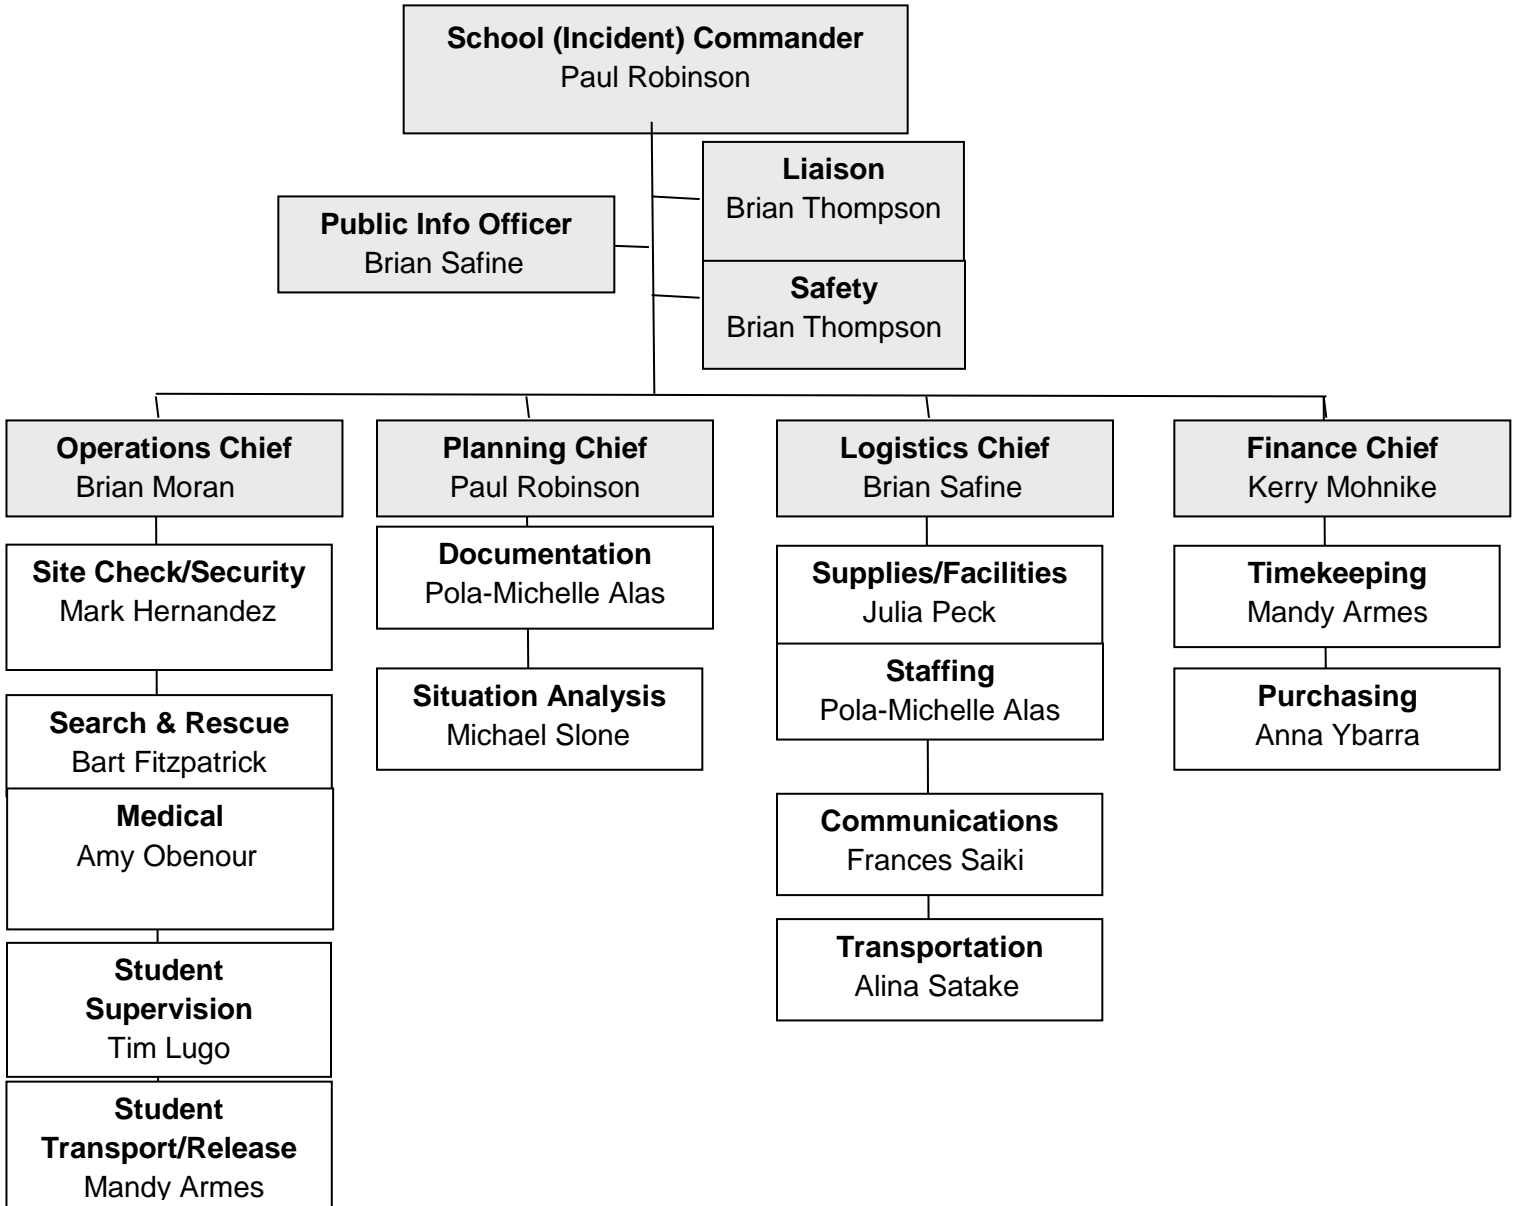 School (Incident) Commander
Paul Robinson
Liaison
Brian Thompson
Public Info Officer
Brian Safine
Safety
Brian Thompson
Operations Chief
Brian Moran
Site Check/Security
Mark Hernandez
Search & Rescue
Bart Fitzpatrick
Medical
Amy Obenour
Student
Supervision
Tim Lugo
Student
Transport/Release
Mandy Armes
Planning Chief
Paul Robinson
Documentation
Pola-Michelle Alas
Situation Analysis
Michael Slone
Logistics Chief
Brian Safine
Supplies/Facilities
Julia Peck
Staffing
Pola-Michelle Alas
Communications
Frances Saiki
Transportation
Alina Satake
Finance Chief
Kerry Mohnike
Timekeeping
Mandy Armes
Purchasing
Anna Ybarra